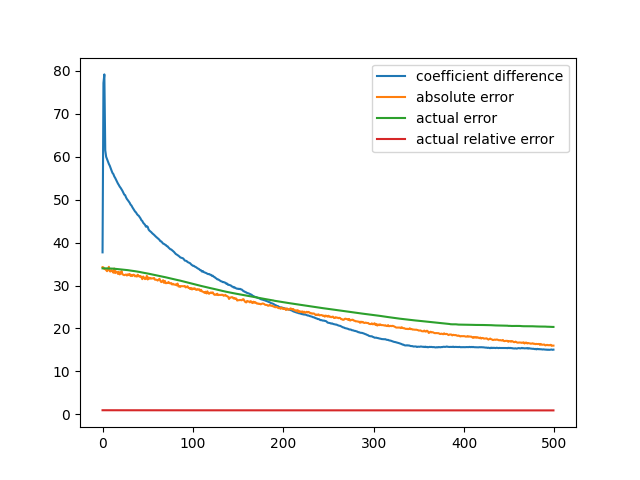 80
70
60
50
40
30
20
10
0
0 100 200 300 400 500
coefficient difference
absolute error
actual error
actual relative error